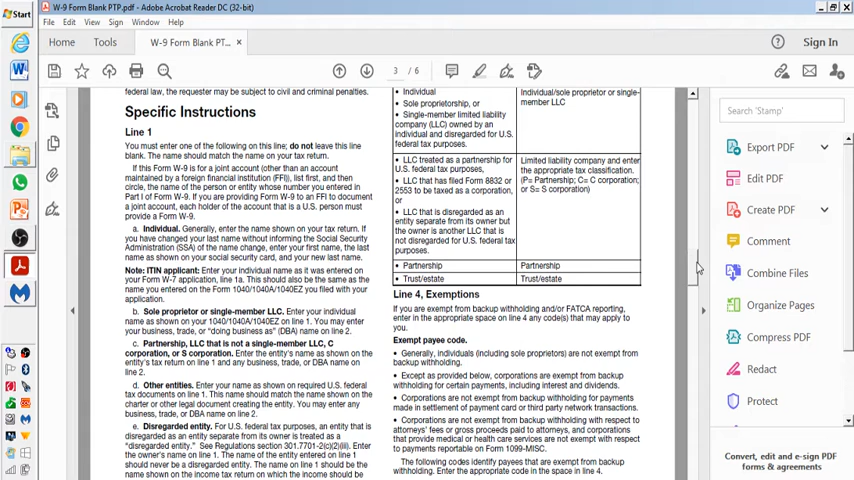 Start
W-9 Form Blank PTP.pdf - Adobe Acrobat Reader DC (32-bit)
File Edit View Sign Window Help
Home Tools W-9 Form Blank PT... × Sign In
3 / 6
federal law, the requester may be subject to civil and criminal penalties.
Specific Instructions
Line 1
You must enter one of the following on this line; do not leave this line
blank. The name should match the name on your tax return.
If this Form W-9 is for a joint account (other than an account
maintained by a foreign financial institution (FFI)), list first, and then
circle, the name of the person or entity whose number you entered in
Part I of Form W-9. If you are providing Form W-9 to an FFI to document
a joint account, each holder of the account that is a U.S. person must
provide a Form W-9.
a. Individual. Generally, enter the name shown on your tax return. If
you have changed your last name without informing the Social Security
Administration (SSA) of the name change, enter your first name, the last
name as shown on your social security card, and your new last name.
Note: ITIN applicant: Enter your individual name as it was entered on
your Form W-7 application, line 1a. This should also be the same as the
name you entered on the Form 1040/1040A/1040EZ you filed with your
application.
b. Sole proprietor or single-member LLC. Enter your individual
name as shown on your 1040/1040A/1040EZ on line 1. You may enter
your business, trade, or “doing business as” (DBA) name on line 2.
c. Partnership, LLC that is not a single-member LLC, C
corporation, or S corporation. Enter the entity's name as shown on the
entity's tax return on line 1 and any business, trade, or DBA name on
line 2.
d. Other entities. Enter your name as shown on required U.S. federal
tax documents on line 1. This name should match the name shown on the
charter or other legal document creating the entity. You may enter any
business, trade, or DBA name on line 2.
e. Disregarded entity. For U.S. federal tax purposes, an entity that is
disregarded as an entity separate from its owner is treated as a
“disregarded entity.” See Regulations section 301.7701-2(c)(2)(iii). Enter
the owner's name on line 1. The name of the entity entered on line 1
should never be a disregarded entity. The name on line 1 should be the
name shown on the income tax return on which the income should be
• Individual
• Sole proprietorship, or
• Single-member limited liability
company (LLC) owned by an
individual and disregarded for U.S.
federal tax purposes.
Individual/sole proprietor or single-
member LLC
• LLC treated as a partnership for
U.S. federal tax purposes,
• LLC that has filed Form 8832 or
2553 to be taxed as a corporation,
or
• LLC that is disregarded as an
entity separate from its owner but
the owner is another LLC that is
not disregarded for U.S. federal tax
purposes.
Limited liability company and enter
the appropriate tax classification.
(P= Partnership; C= C corporation;
or S= S corporation)
• Partnership Partnership
• Trust/estate Trust/estate
Line 4, Exemptions
If you are exempt from backup withholding and/or FATCA reporting,
enter in the appropriate space on line 4 any code(s) that may apply to
you.
Exempt payee code.
• Generally, individuals (including sole proprietors) are not exempt from
backup withholding.
• Except as provided below, corporations are exempt from backup
withholding for certain payments, including interest and dividends.
• Corporations are not exempt from backup withholding for payments
made in settlement of payment card or third party network transactions.
• Corporations are not exempt from backup withholding with respect to
attorneys' fees or gross proceeds paid to attorneys, and corporations
that provide medical or health care services are not exempt with respect
to payments reportable on Form 1099-MISC.
The following codes identify payees that are exempt from backup
withholding. Enter the appropriate code in the space in line 4.
Search 'Stamp'
Export PDF
Edit PDF
Create PDF
Comment
Combine Files
Organize Pages
Compress PDF
Redact
Protect
Convert, edit and e-sign PDF
forms & agreements